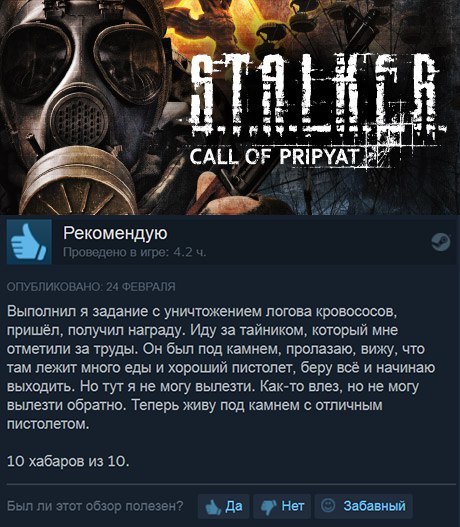 S.T.A.L.K.E.R.
CALL OF PRIPYAT
Рекомендую
Проведено в игре: 4.2 ч.
ОПУБЛИКОВАНО: 24 ФЕВРАЛЯ
Выполнил я задание с уничтожением логова кровососов,
пришёл, получил награду. Иду за тайником, который мне
отметили за труды. Он был под камнем, пролазаю, вижу, что
там лежит много еды и хороший пистолет, беру всё и начинаю
выходить. Но тут я не могу вылезти. Как-то влез, но не могу
вылезти обратно. Теперь живу под камнем с отличным
пистолетом.
10 хабаров из 10.
Был ли этот обзор полезен? Да Нет Забавный